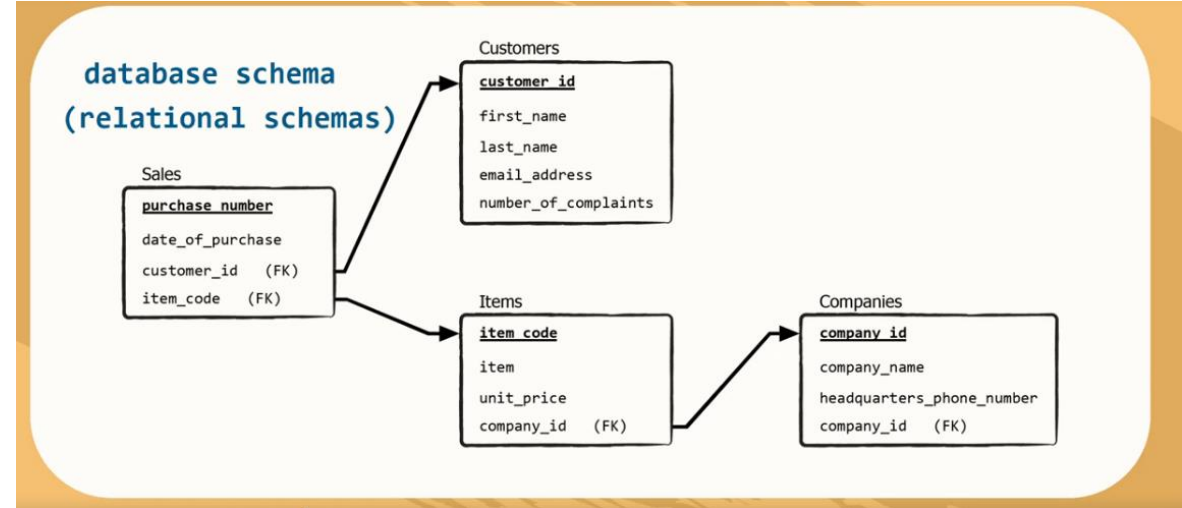 database schema
(relational schemas)
Sales
purchase_number
date_of_purchase
customer_id (FK)
item_code (FK)
Customers
customer_id
first_name
last_name
email_address
number_of_complaints
Items
item_code
item
unit_price
company_id (FK)
Companies
company_id
company_name
headquarters_phone_number
company_id (FK)